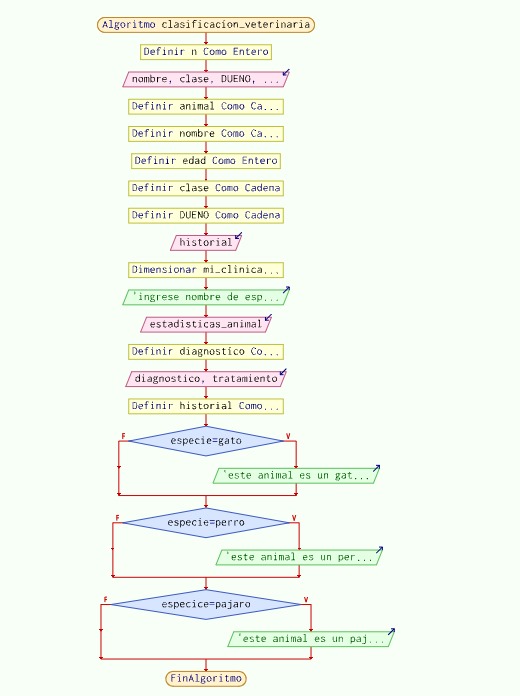 Algoritmo clasificacion_veterinaria
Definir n Como Entero
nombre, clase, DUENO, ...
Definir animal Como Ca...
Definir nombre Como Ca...
Definir edad Como Entero
Definir clase Como Cadena
Definir DUENO Como Cadena
historial
Dimensionar mi_clinica...
'ingrese nombre de esp...
estadisticas_animal
Definir diagnostico Co...
diagnostico, tratamiento
Definir historial Como...
F
V
especie=gato
'este animal es un gat...
F
V
especie=perro
'este animal es un per...
F
V
especice=pajaro
'este animal es un paj...
FinAlgoritmo